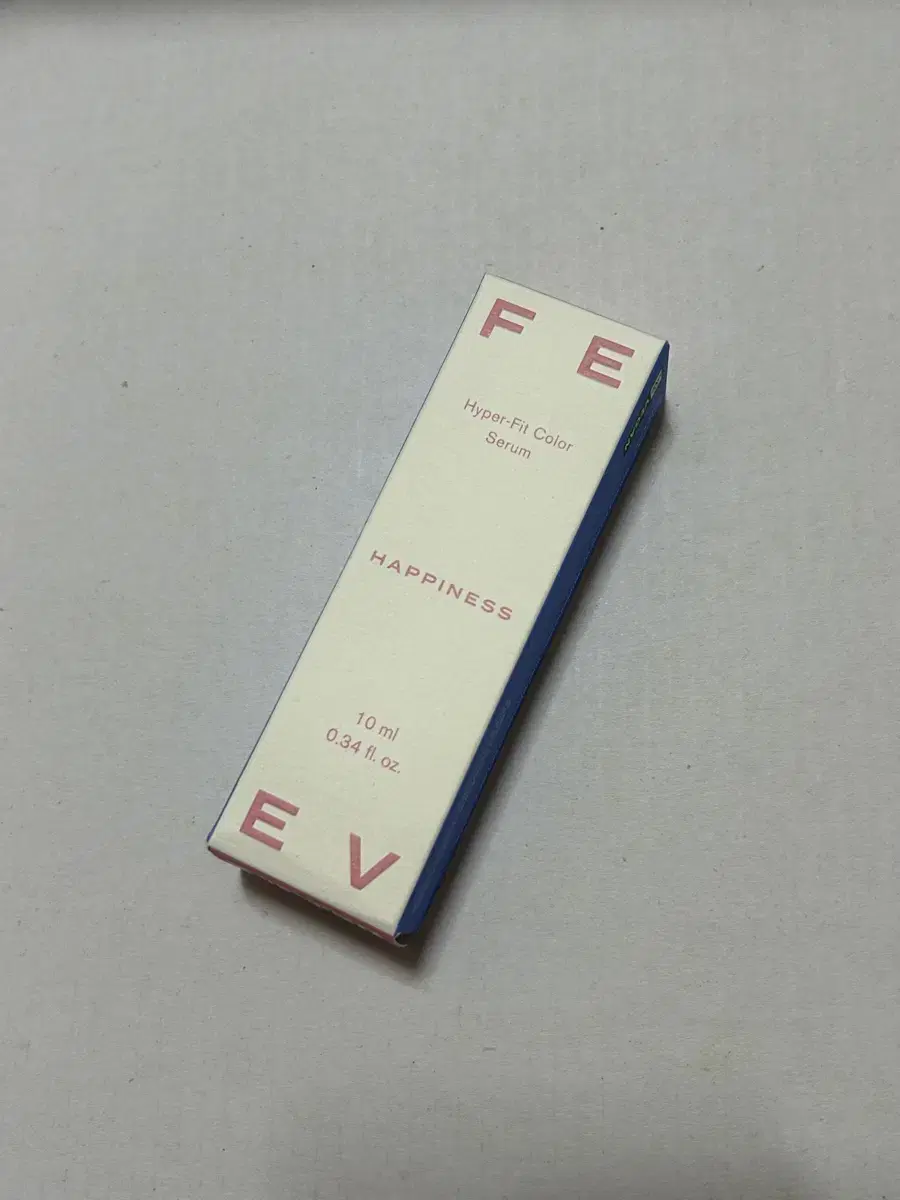 F E
Hyper-Fit Color
Serum
HAPPINESS
10 ml
0.34 fl. oz.
E V